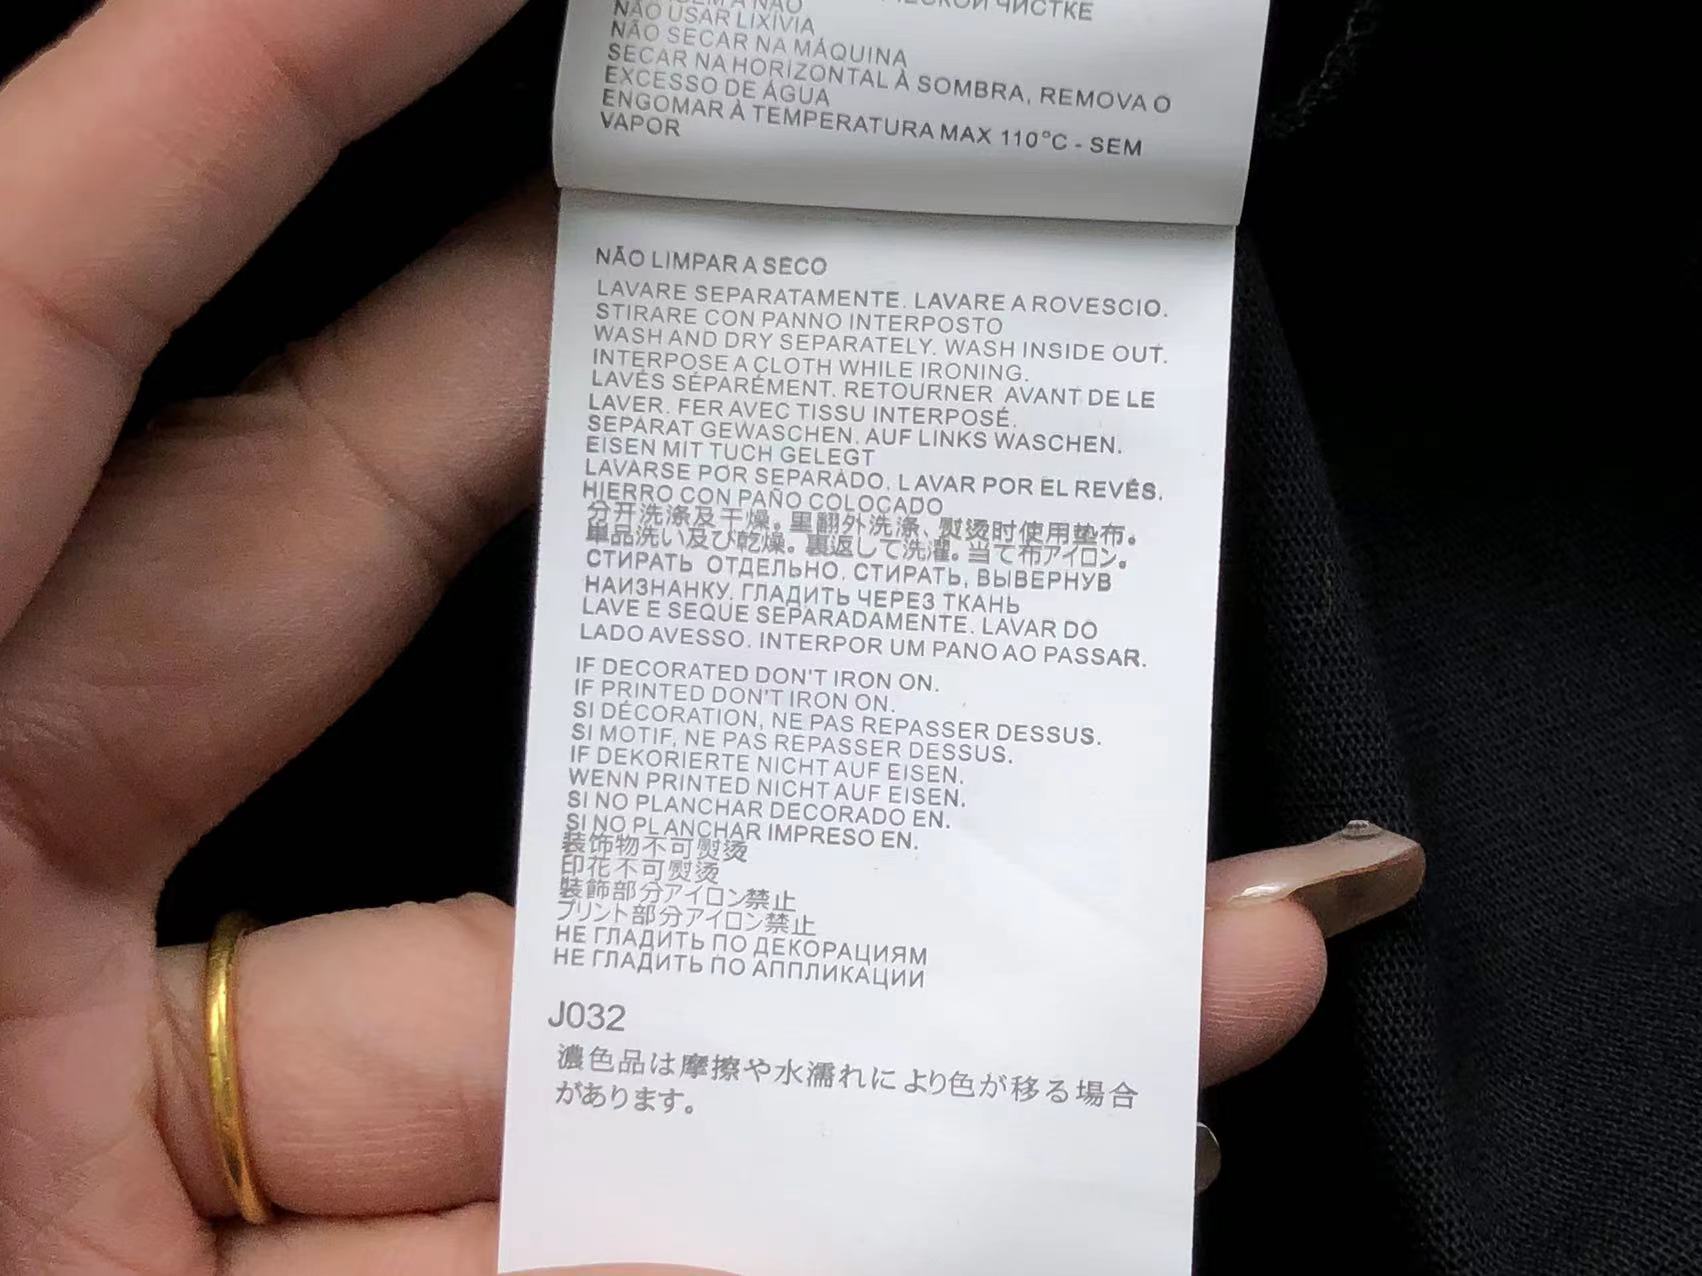 ЧИСТКЕ
NÃO USAR LIXÍVIA
NÃO SECAR NA MÁQUINA
SECAR NA HORIZONTAL À SOMBRA, REMOVA O
EXCESSO DE ÁGUA
ENGOMAR À TEMPERATURA MAX 110°C - SEM
VAPOR
NÃO LIMPAR A SECO
LAVARE SEPARATAMENTE. LAVARE A ROVESCIO.
STIRARE CON PANNO INTERPOSTO
WASH AND DRY SEPARATELY. WASH INSIDE OUT.
INTERPOSE A CLOTH WHILE IRONING.
LAVÉS SÉPARÉMENT. RETOURNER AVANT DE LE
LAVER. FER AVEC TISSU INTERPOSÉ.
SEPARAT GEWASCHEN. AUF LINKS WASCHEN.
EISEN MIT TUCH GELEGT
LAVARSE POR SEPARADO. LAVAR POR EL REVÉS.
HIERRO CON PAÑO COLOCADO
分开洗涤及干燥。里翻外洗涤、熨烫时使用垫布。
単品洗い及び乾燥。裏返して洗濯。当て布アイロン。
СТИРАТЬ ОТДЕЛЬНО. СТИРАТЬ, ВЫВЕРНУВ
НАИЗНАНКУ. ГЛАДИТЬ ЧЕРЕЗ ТКАНЬ
LAVE E SEQUE SEPARADAMENTE. LAVAR DO
LADO AVESSO. INTERPOR UM PANO AO PASSAR.
IF DECORATED DON'T IRON ON.
IF PRINTED DON'T IRON ON.
SI DÉCORATION, NE PAS REPASSER DESSUS.
SI MOTIF, NE PAS REPASSER DESSUS.
IF DEKORIERTE NICHT AUF EISEN.
WENN PRINTED NICHT AUF EISEN.
SI NO PLANCHAR DECORADO EN.
SI NO PLANCHAR IMPRESO EN.
装饰物不可熨烫
印花不可熨烫
装飾部分アイロン禁止
プリント部分アイロン禁止
НЕ ГЛАДИТЬ ПО ДЕКОРАЦИЯМ
НЕ ГЛАДИТЬ ПО АППЛИКАЦИИ
J032
濃色品は摩擦や水濡れにより色が移る場合
があります。